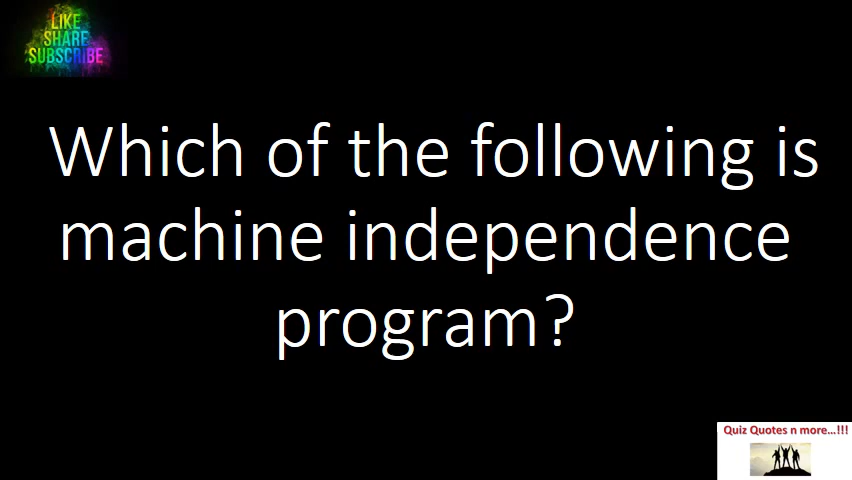 LIKE
SHARE
SUBSCRIBE
Which of the following is
machine independence
program?
Quiz Quotes n more...!!!